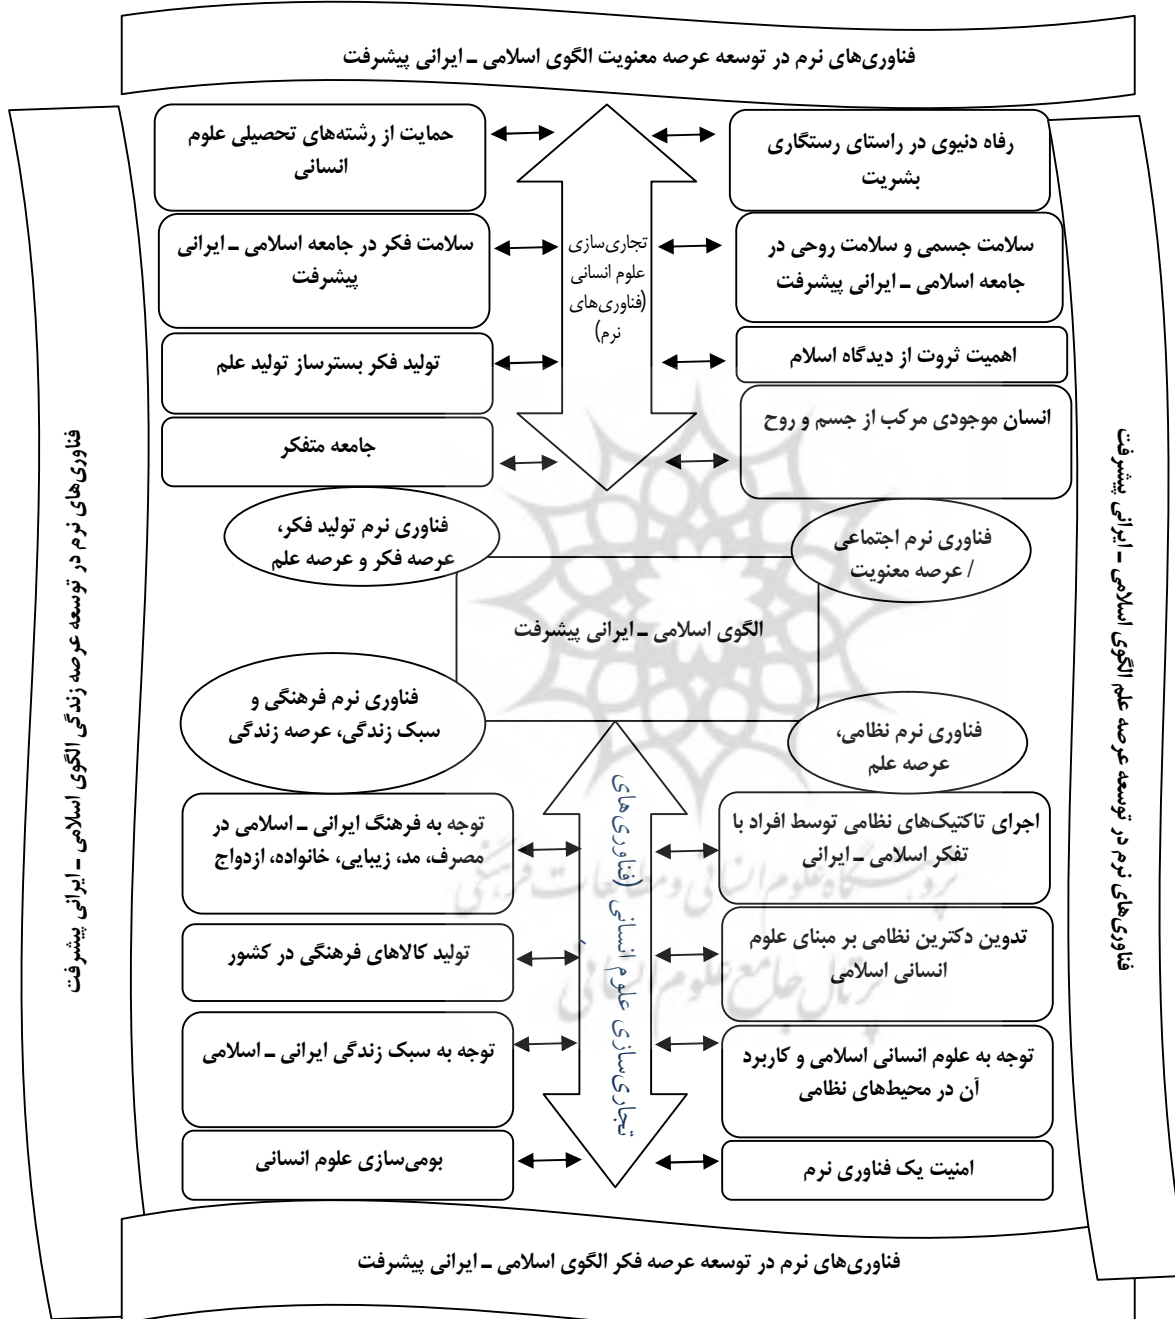 فناوری‌های نرم در توسعه عرصه معنویت الگوی اسلامی ـ ایرانی پیشرفت
رفاه دنیوی در راستای رستگاری
بشریت
حمایت از رشته‌های تحصیلی علوم
انسانی
سلامت جسمی و سلامت روحی در
جامعه اسلامی ـ ایرانی پیشرفت
تجاری‌سازی
علوم انسانی
(فناوری‌های
نرم)
سلامت فکر در جامعه اسلامی ـ ایرانی
پیشرفت
اهمیت ثروت از دیدگاه اسلام
تولید فکر بسترساز تولید علم
انسان موجودی مرکب از جسم و روح
جامعه متفکر
فناوری نرم اجتماعی
/ عرصه معنویت
فناوری نرم تولید فکر،
عرصه فکر و عرصه علم
الگوی اسلامی ـ ایرانی پیشرفت
فناوری نرم نظامی،
عرصه علم
فناوری نرم فرهنگی و
سبک زندگی، عرصه زندگی
اجرای تاکتیک‌های نظامی توسط افراد با
تفکر اسلامی ـ ایرانی
تجاری‌سازی علوم انسانی (فناوری‌های
توجه به فرهنگ ایرانی ـ اسلامی در
مصرف، مد، زیبایی، خانواده، ازدواج
تدوین دکترین نظامی بر مبنای علوم
انسانی اسلامی
تولید کالاهای فرهنگی در کشور
توجه به علوم انسانی اسلامی و کاربرد
آن در محیط‌های نظامی
توجه به سبک زندگی ایرانی ـ اسلامی
امنیت یک فناوری نرم
بومی‌سازی علوم انسانی
فناوری‌های نرم در توسعه عرصه علم الگوی اسلامی ـ ایرانی پیشرفت
فناوری‌های نرم در توسعه عرصه زندگی الگوی اسلامی ـ ایرانی پیشرفت
فناوری‌های نرم در توسعه عرصه فکر الگوی اسلامی ـ ایرانی پیشرفت
پژوهشگاه علوم انسانی و مطالعات فرهنگی
پرتال جامع علوم انسانی